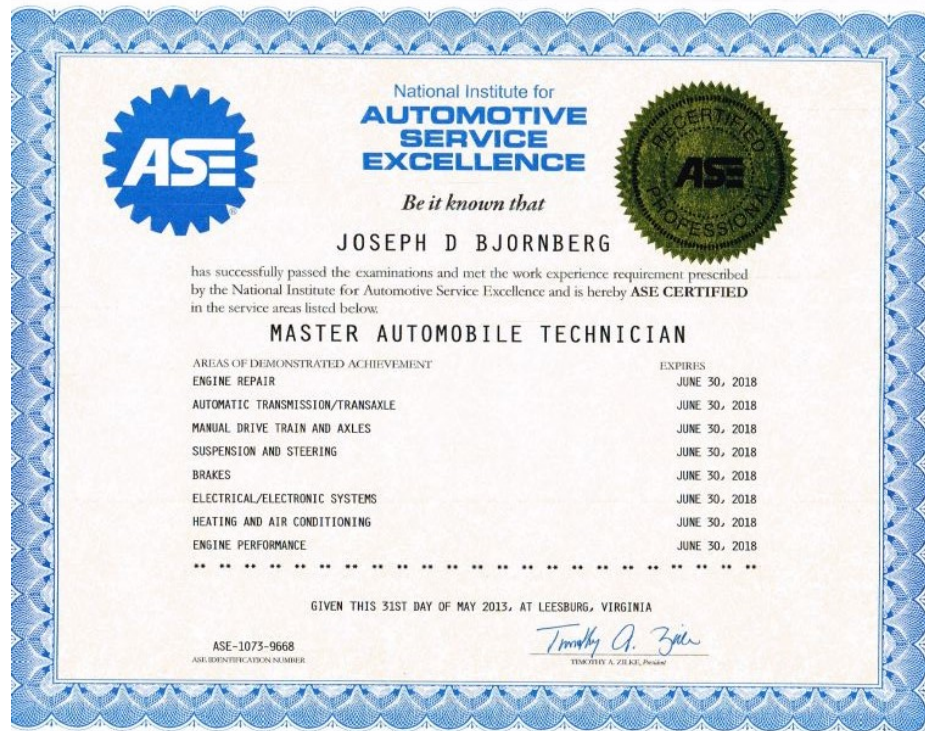 National Institute for
AUTOMOTIVE
SERVICE
EXCELLENCE
ASE
®
RECERTIFIED
ASE
PROFESSIONAL
Be it known that
JOSEPH D BJORNBERG
has successfully passed the examinations and met the work experience requirement prescribed
by the National Institute for Automotive Service Excellence and is hereby ASE CERTIFIED
in the service areas listed below.
MASTER AUTOMOBILE TECHNICIAN
AREAS OF DEMONSTRATED ACHIEVEMENT EXPIRES
ENGINE REPAIR JUNE 30, 2018
AUTOMATIC TRANSMISSION/TRANSAXLE JUNE 30, 2018
MANUAL DRIVE TRAIN AND AXLES JUNE 30, 2018
SUSPENSION AND STEERING JUNE 30, 2018
BRAKES JUNE 30, 2018
ELECTRICAL/ELECTRONIC SYSTEMS JUNE 30, 2018
HEATING AND AIR CONDITIONING JUNE 30, 2018
ENGINE PERFORMANCE JUNE 30, 2018
** ** ** ** ** ** ** ** ** ** ** ** ** ** ** ** ** ** ** ** ** ** **
GIVEN THIS 31ST DAY OF MAY 2013, AT LEESBURG, VIRGINIA
ASE-1073-9668
ASE IDENTIFICATION NUMBER
Timothy A. Zilke
TIMOTHY A. ZILKE, President